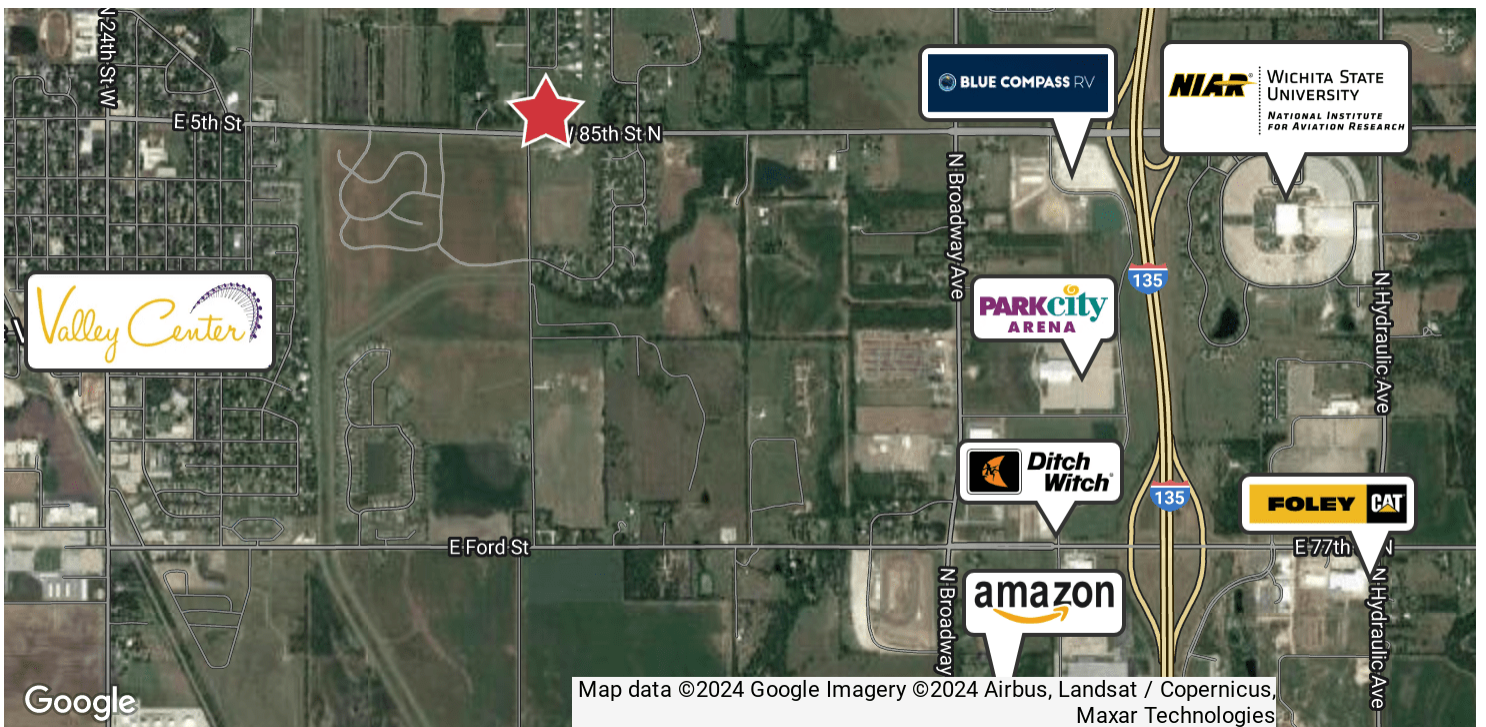 N 24th St W
E 5th St
85th St N
BLUE COMPASS RV
NIAR
WICHITA STATE
UNIVERSITY
NATIONAL INSTITUTE
FOR AVIATION RESEARCH
N Broadway Ave
135
Valley Center
PARKcity
ARENA
N Hydraulic Ave
Ditch
Witch
135
FOLEY CAT
E Ford St
E 77th
N
amazon
N Broadway
N Hydraulic Ave
Google
Map data ©2024 Google Imagery ©2024 Airbus, Landsat / Copernicus,
Maxar Technologies